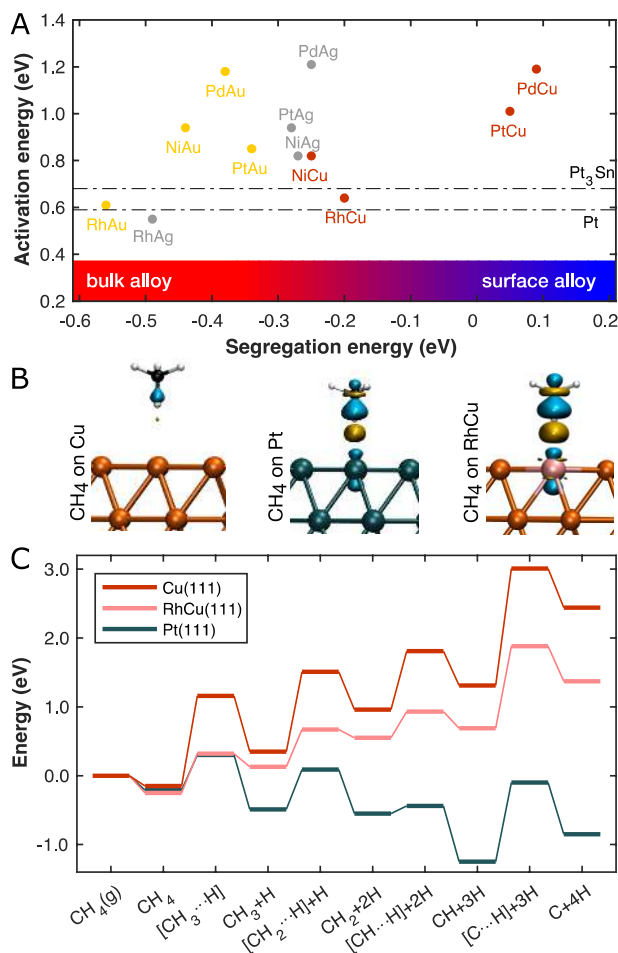 A
Activation energy (eV)
1.4
1.2
1.0
0.8
0.6
0.4
0.2
PdAg
PdAu
PdCu
PtAg
NiAu
PtCu
NiAg
PtAu
NiCu
Pt3Sn
RhCu
RhAu
Pt
RhAg
bulk alloy
surface alloy
-0.6 -0.5 -0.4 -0.3 -0.2 -0.1 0 0.1 0.2
Segregation energy (eV)
B
CH4 on Cu
CH4 on Pt
CH4 on RhCu
C
Energy (eV)
3.0
2.0
1.0
0.0
-1.0
Cu(111)
RhCu(111)
Pt(111)
CH4(g)
CH4
[CH3···H]
CH3+H
[CH2···H]+H
CH2+2H
[CH···H]+2H
CH+3H
[C···H]+3H
C+4H